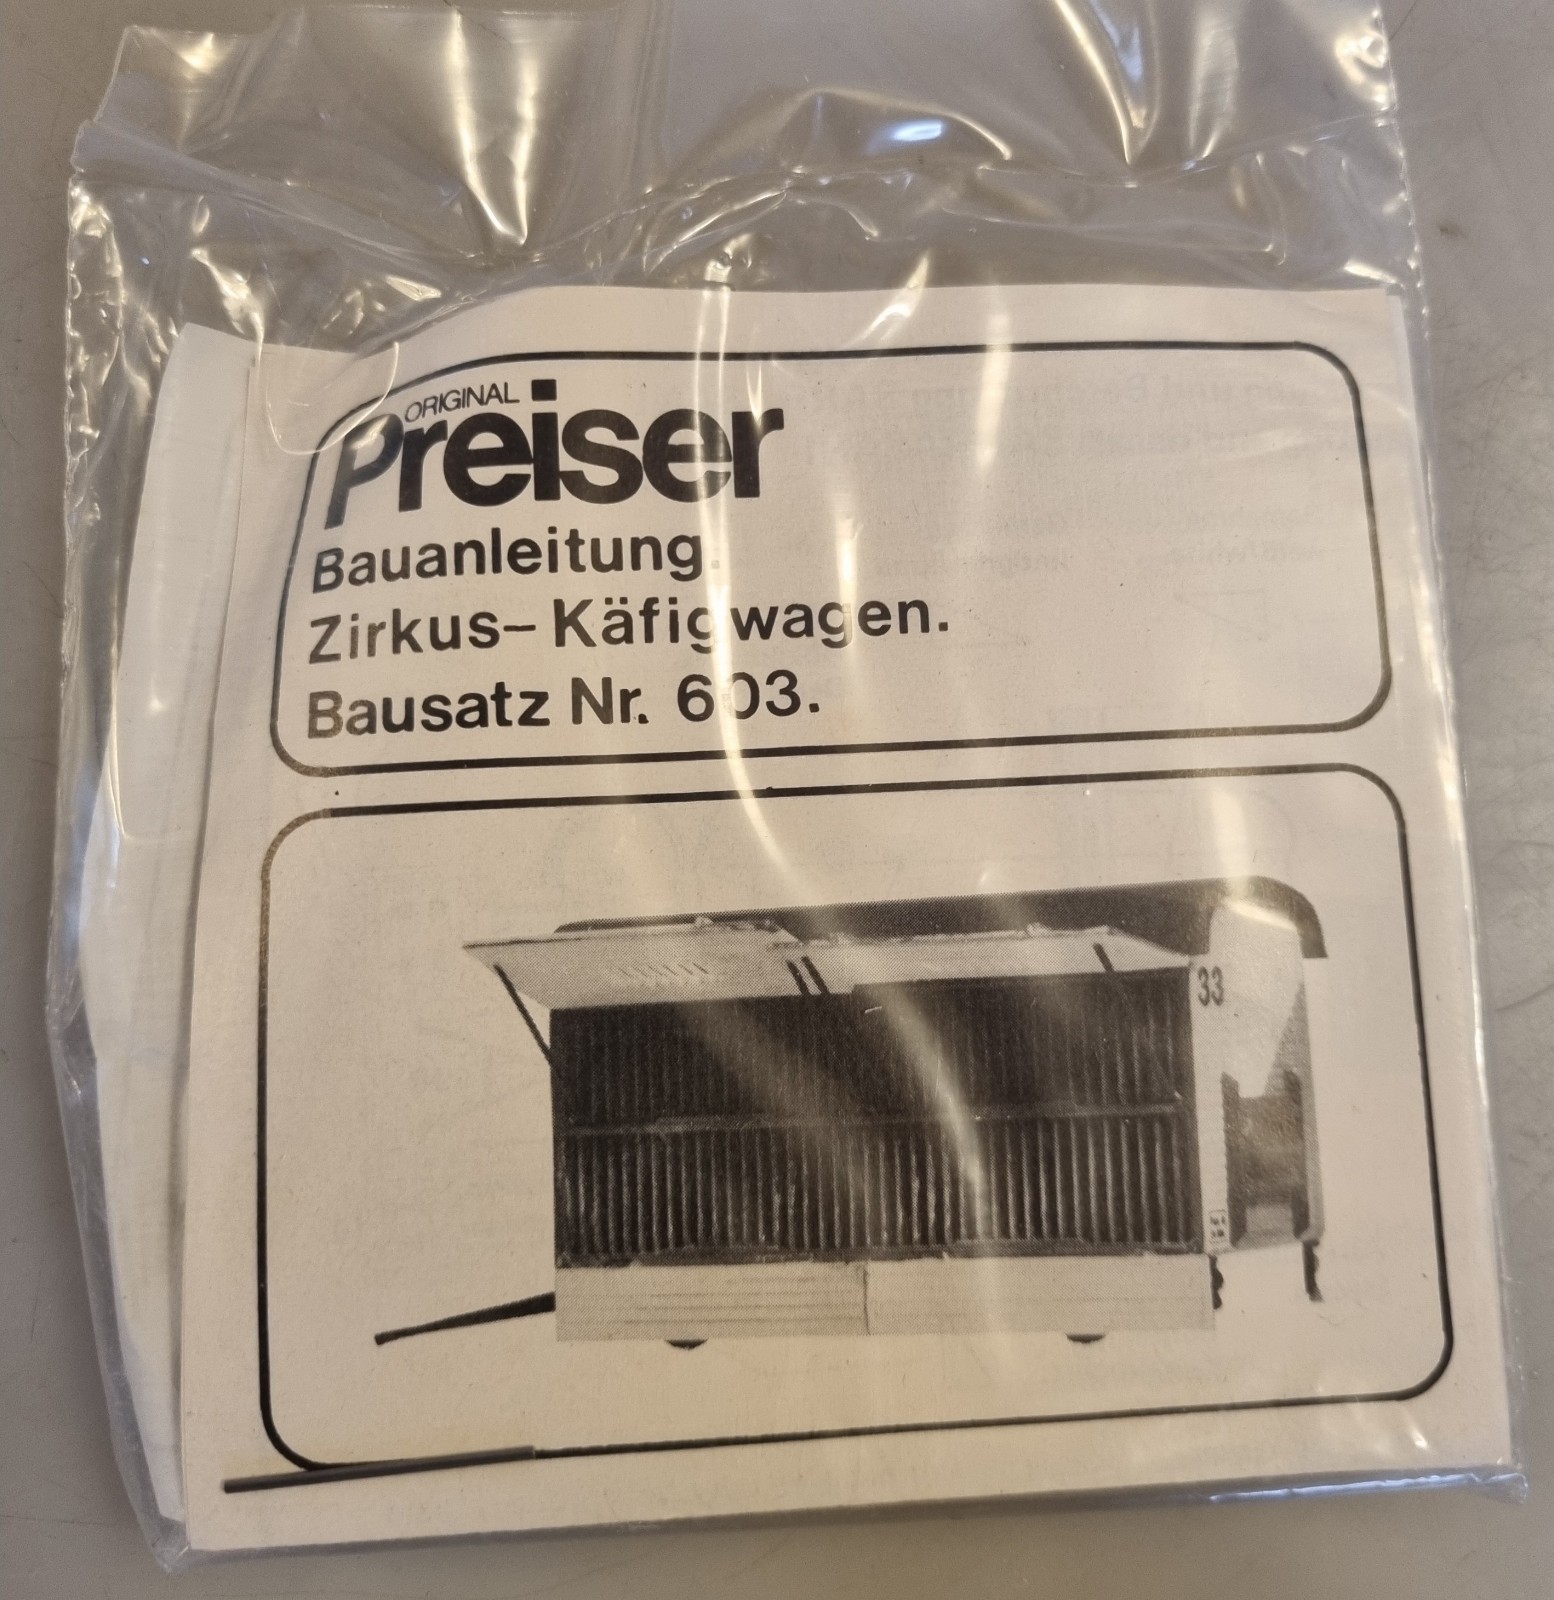 ORIGINAL
Preiser
Bauanleitung.
Zirkus-Käfigwagen.
Bausatz Nr. 603.
33